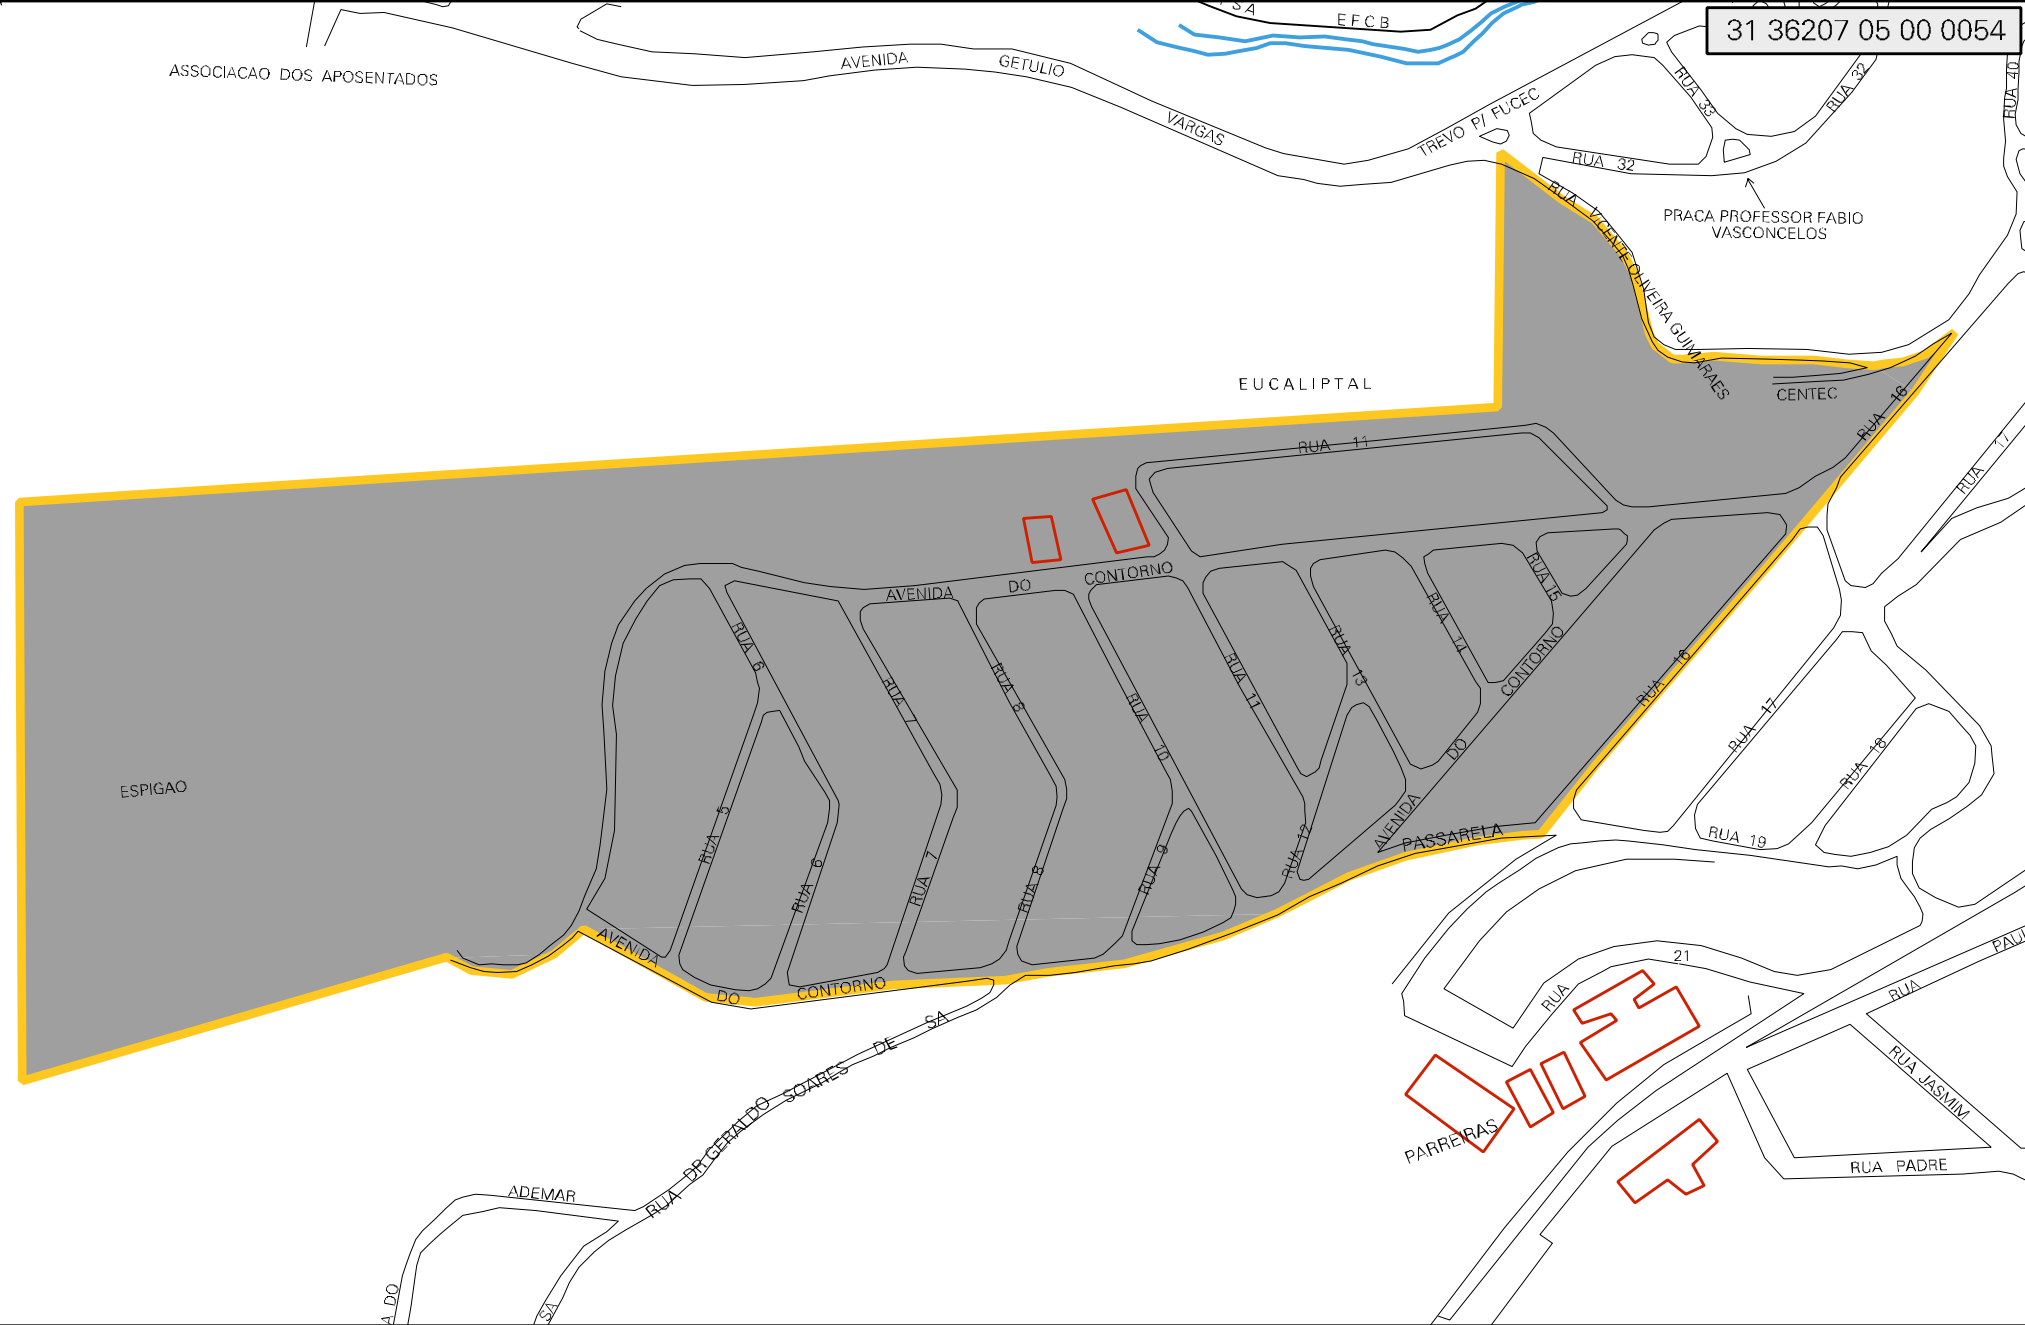 31 36207 05 00 0054
SA
EFCB
ASSOCIACAO DOS APOSENTADOS
AVENIDA GETULIO VARGAS
TREVO P/ FUCEC
RUA 33
RUA 32
RUA 40
RUA 32
PRACA PROFESSOR FABIO
VASCONCELOS
RUA VICENTE OLIVEIRA GUIMARAES
EUCALIPTAL
CENTEC
RUA 16
RUA 11
RUA 17
AVENIDA DO CONTORNO
RUA 15
RUA 14
RUA 13
RUA 6
RUA 7
RUA 8
RUA 10
RUA 11
AVENIDA DO CONTORNO
RUA 16
RUA 17
RUA 18
ESPIGAO
RUA 5
RUA 6
RUA 7
RUA 8
RUA 9
RUA 12
PASSARELA
RUA 19
AVENIDA DO CONTORNO
RUA 21
RUA PAUL
RUA DR GERALDO SOARES DE SA
PARREIRAS
RUA JASMIM
RUA PADRE
ADEMAR
A DO
SA